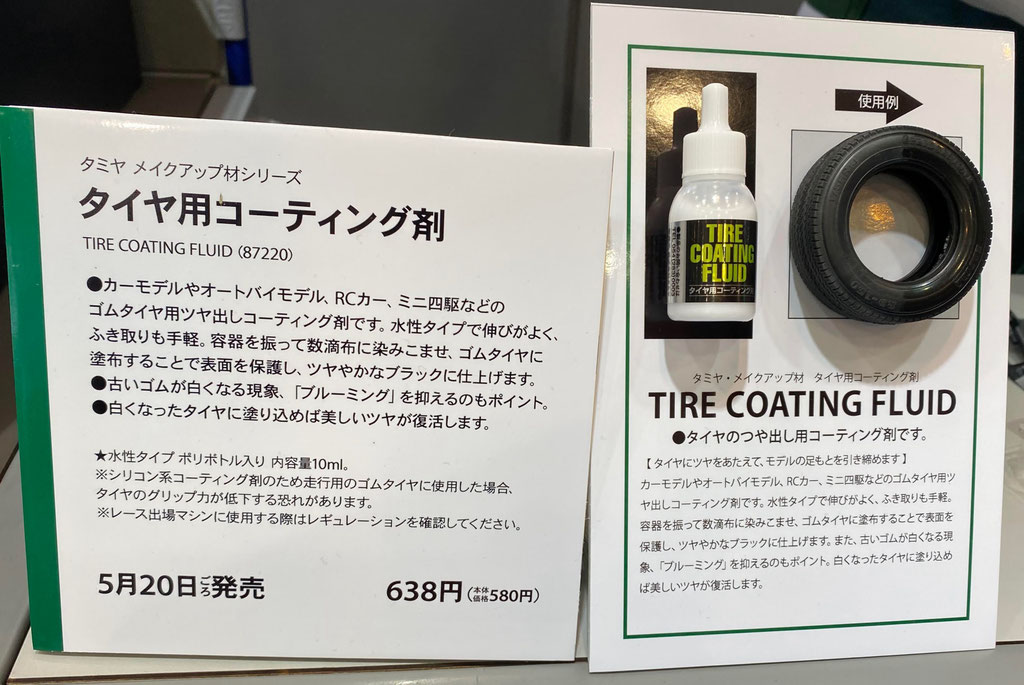 タミヤ メイクアップ材シリーズ
タイヤ用コーティング剤
TIRE COATING FLUID (87220)
●カーモデルやオートバイモデル、RCカー、ミニ四駆などの
ゴムタイヤ用ツヤ出しコーティング剤です。水性タイプで伸びがよく、
ふき取りも手軽。容器を振って数滴布に染みこませ、ゴムタイヤに
塗布することで表面を保護し、ツヤやかなブラックに仕上げます。
●古いゴムが白くなる現象、「ブルーミング」を抑えるのもポイント。
●白くなったタイヤに塗り込めば美しいツヤが復活します。
★水性タイプ ポリボトル入り 内容量10ml。
※シリコン系コーティング剤のため走行用のゴムタイヤに使用した場合、
タイヤのグリップ力が低下する恐れがあります。
※レース出場マシンに使用する際はレギュレーションを確認してください。
5月20日ごろ発売
638円(本体価格580円)
使用例
TIRE
COATING
FLUID
タイヤ用コーティング剤
タミヤ・メイクアップ材 タイヤ用コーティング剤
TIRE COATING FLUID
●タイヤのつや出し用コーティング剤です。
【 タイヤにツヤをあたえて、モデルの足もとを引き締めます 】
カーモデルやオートバイモデル、RCカー、ミニ四駆などのゴムタイヤ用ツ
ヤ出しコーティング剤です。水性タイプで伸びがよく、ふき取りも手軽。
容器を振って数滴布に染みこませ、ゴムタイヤに塗布することで表面を
保護し、ツヤやかなブラックに仕上げます。また、古いゴムが白くなる現
象、「ブルーミング」を抑えるのもポイント。白くなったタイヤに塗り込め
ば美しいツヤが復活します。